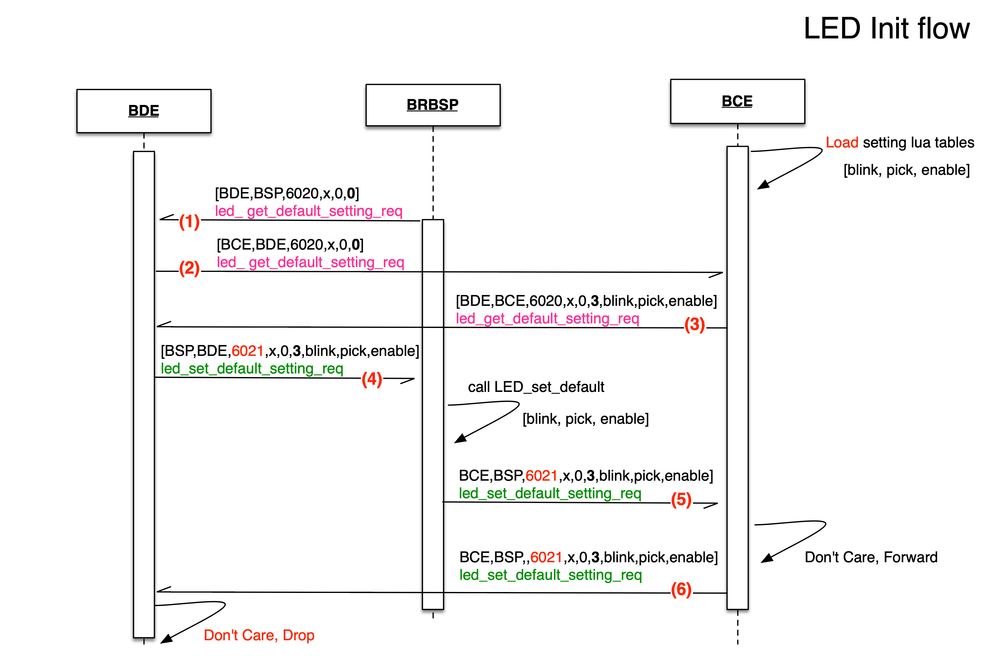 LED Init flow
BDE
BRBSP
BCE
Load setting lua tables
[blink, pick, enable]
[BDE,BSP,6020,x,0,0]
led_ get_default_setting_req
(1)
[BCE,BDE,6020,x,0,0]
led_ get_default_setting_req
(2)
[BDE,BCE,6020,x,0,3,blink,pick,enable]
led_get_default_setting_req
(3)
[BSP,BDE,6021,x,0,3,blink,pick,enable]
led_set_default_setting_req
(4)
call LED_set_default
[blink, pick, enable]
BCE,BSP,6021,x,0,3,blink,pick,enable]
led_set_default_setting_req
(5)
Don't Care, Forward
BCE,BSP,,6021,x,0,3,blink,pick,enable]
led_set_default_setting_req
(6)
Don't Care, Drop